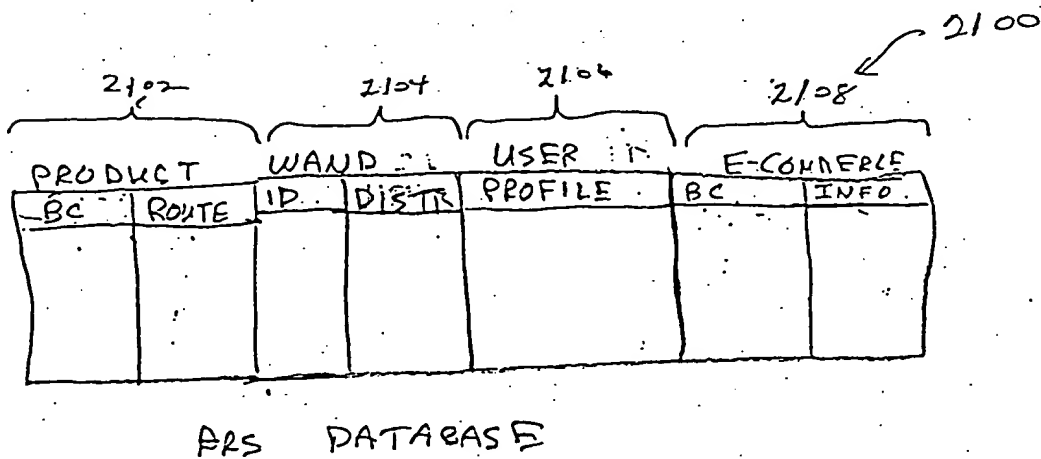 2100
2102 2104 2106 2108
PRODUCT WAND USER E-COMMERCE
BC ROUTE ID DISTR PROFILE BC INFO
ARS DATABASE